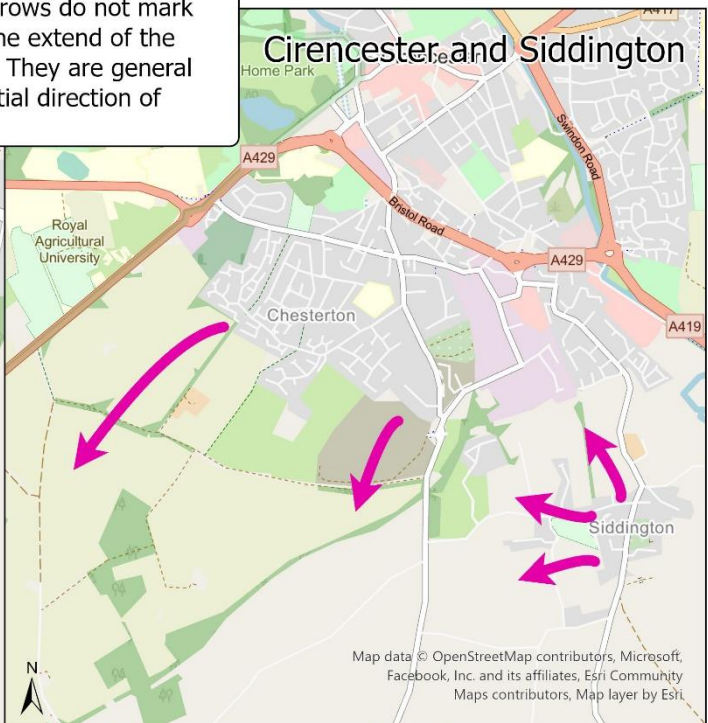 rows do not mark
ne extend of the
They are general
tial direction of
Cirencester and Siddington
Home Park
A417
A429
Swindon Road
Royal
Agricultural
University
Bristol Road
A429
Chesterton
A419
Siddington
N
Map data © OpenStreetMap contributors, Microsoft,
Facebook, Inc. and its affiliates, Esri Community
Maps contributors, Map layer by Esri